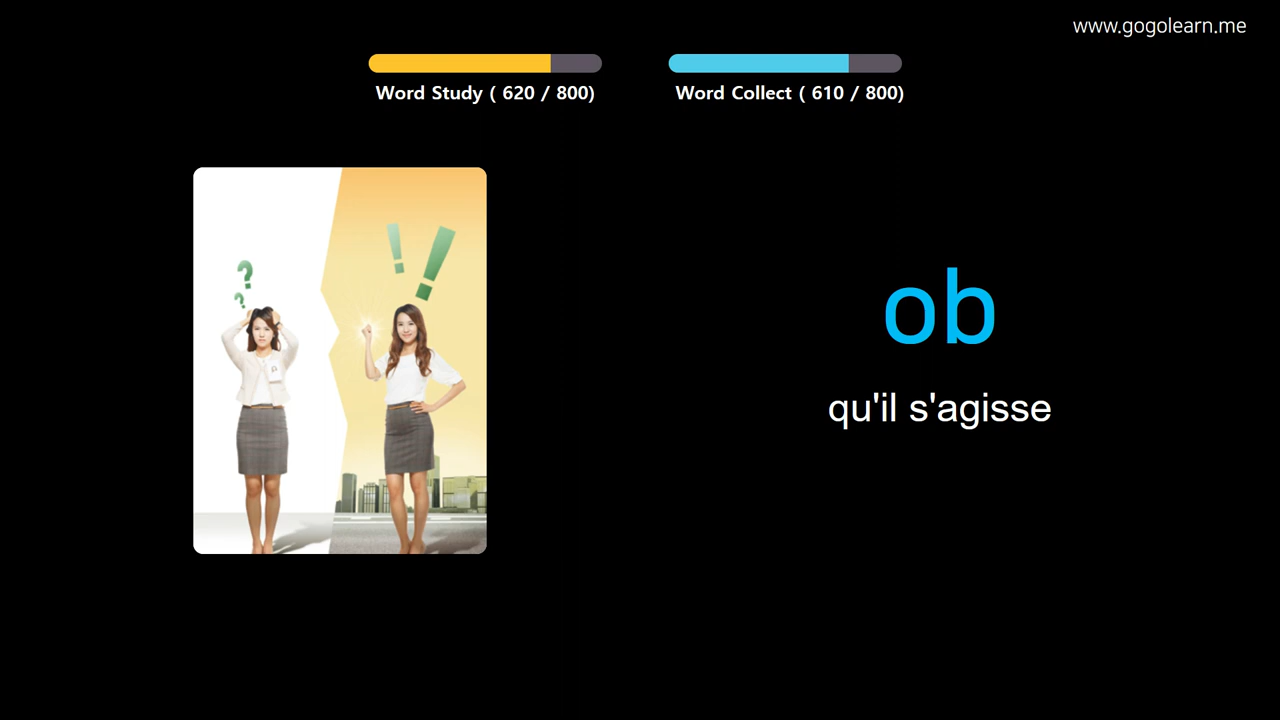 www.gogolearn.me
Word Study ( 620 / 800)
Word Collect ( 610 / 800)
? ?
! !
ob
qu'il s'agisse